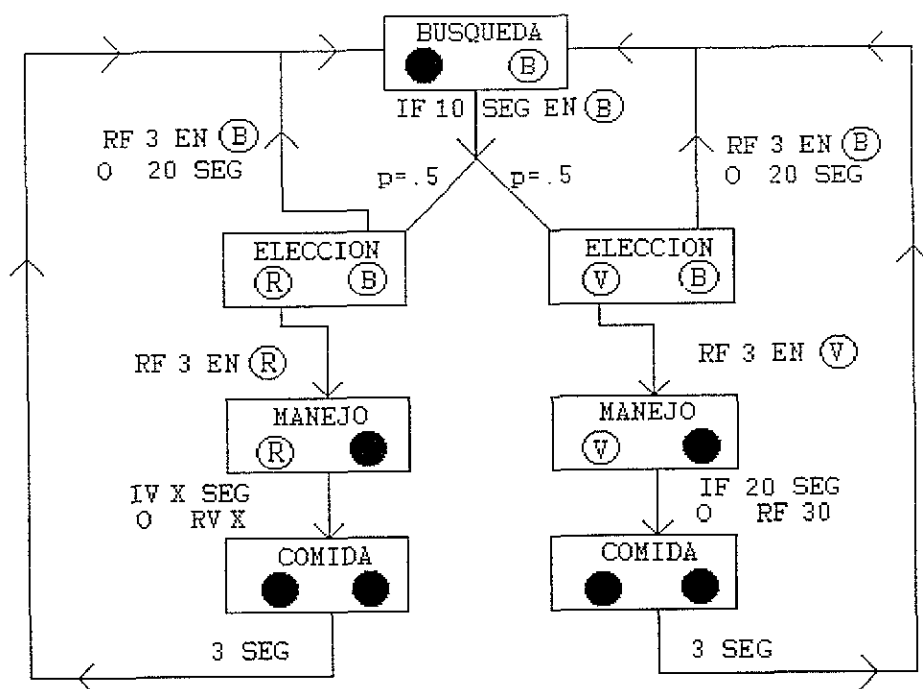 BUSQUEDA
B
IF 10 SEG EN B
RF 3 EN B
O 20 SEG
RF 3 EN B
O 20 SEG
p=.5 p=.5
ELECCION
R B
ELECCION
V B
RF 3 EN R
RF 3 EN V
MANEJO
R
MANEJO
V
IV X SEG
O RV X
IF 20 SEG
O RF 30
COMIDA
COMIDA
3 SEG
3 SEG